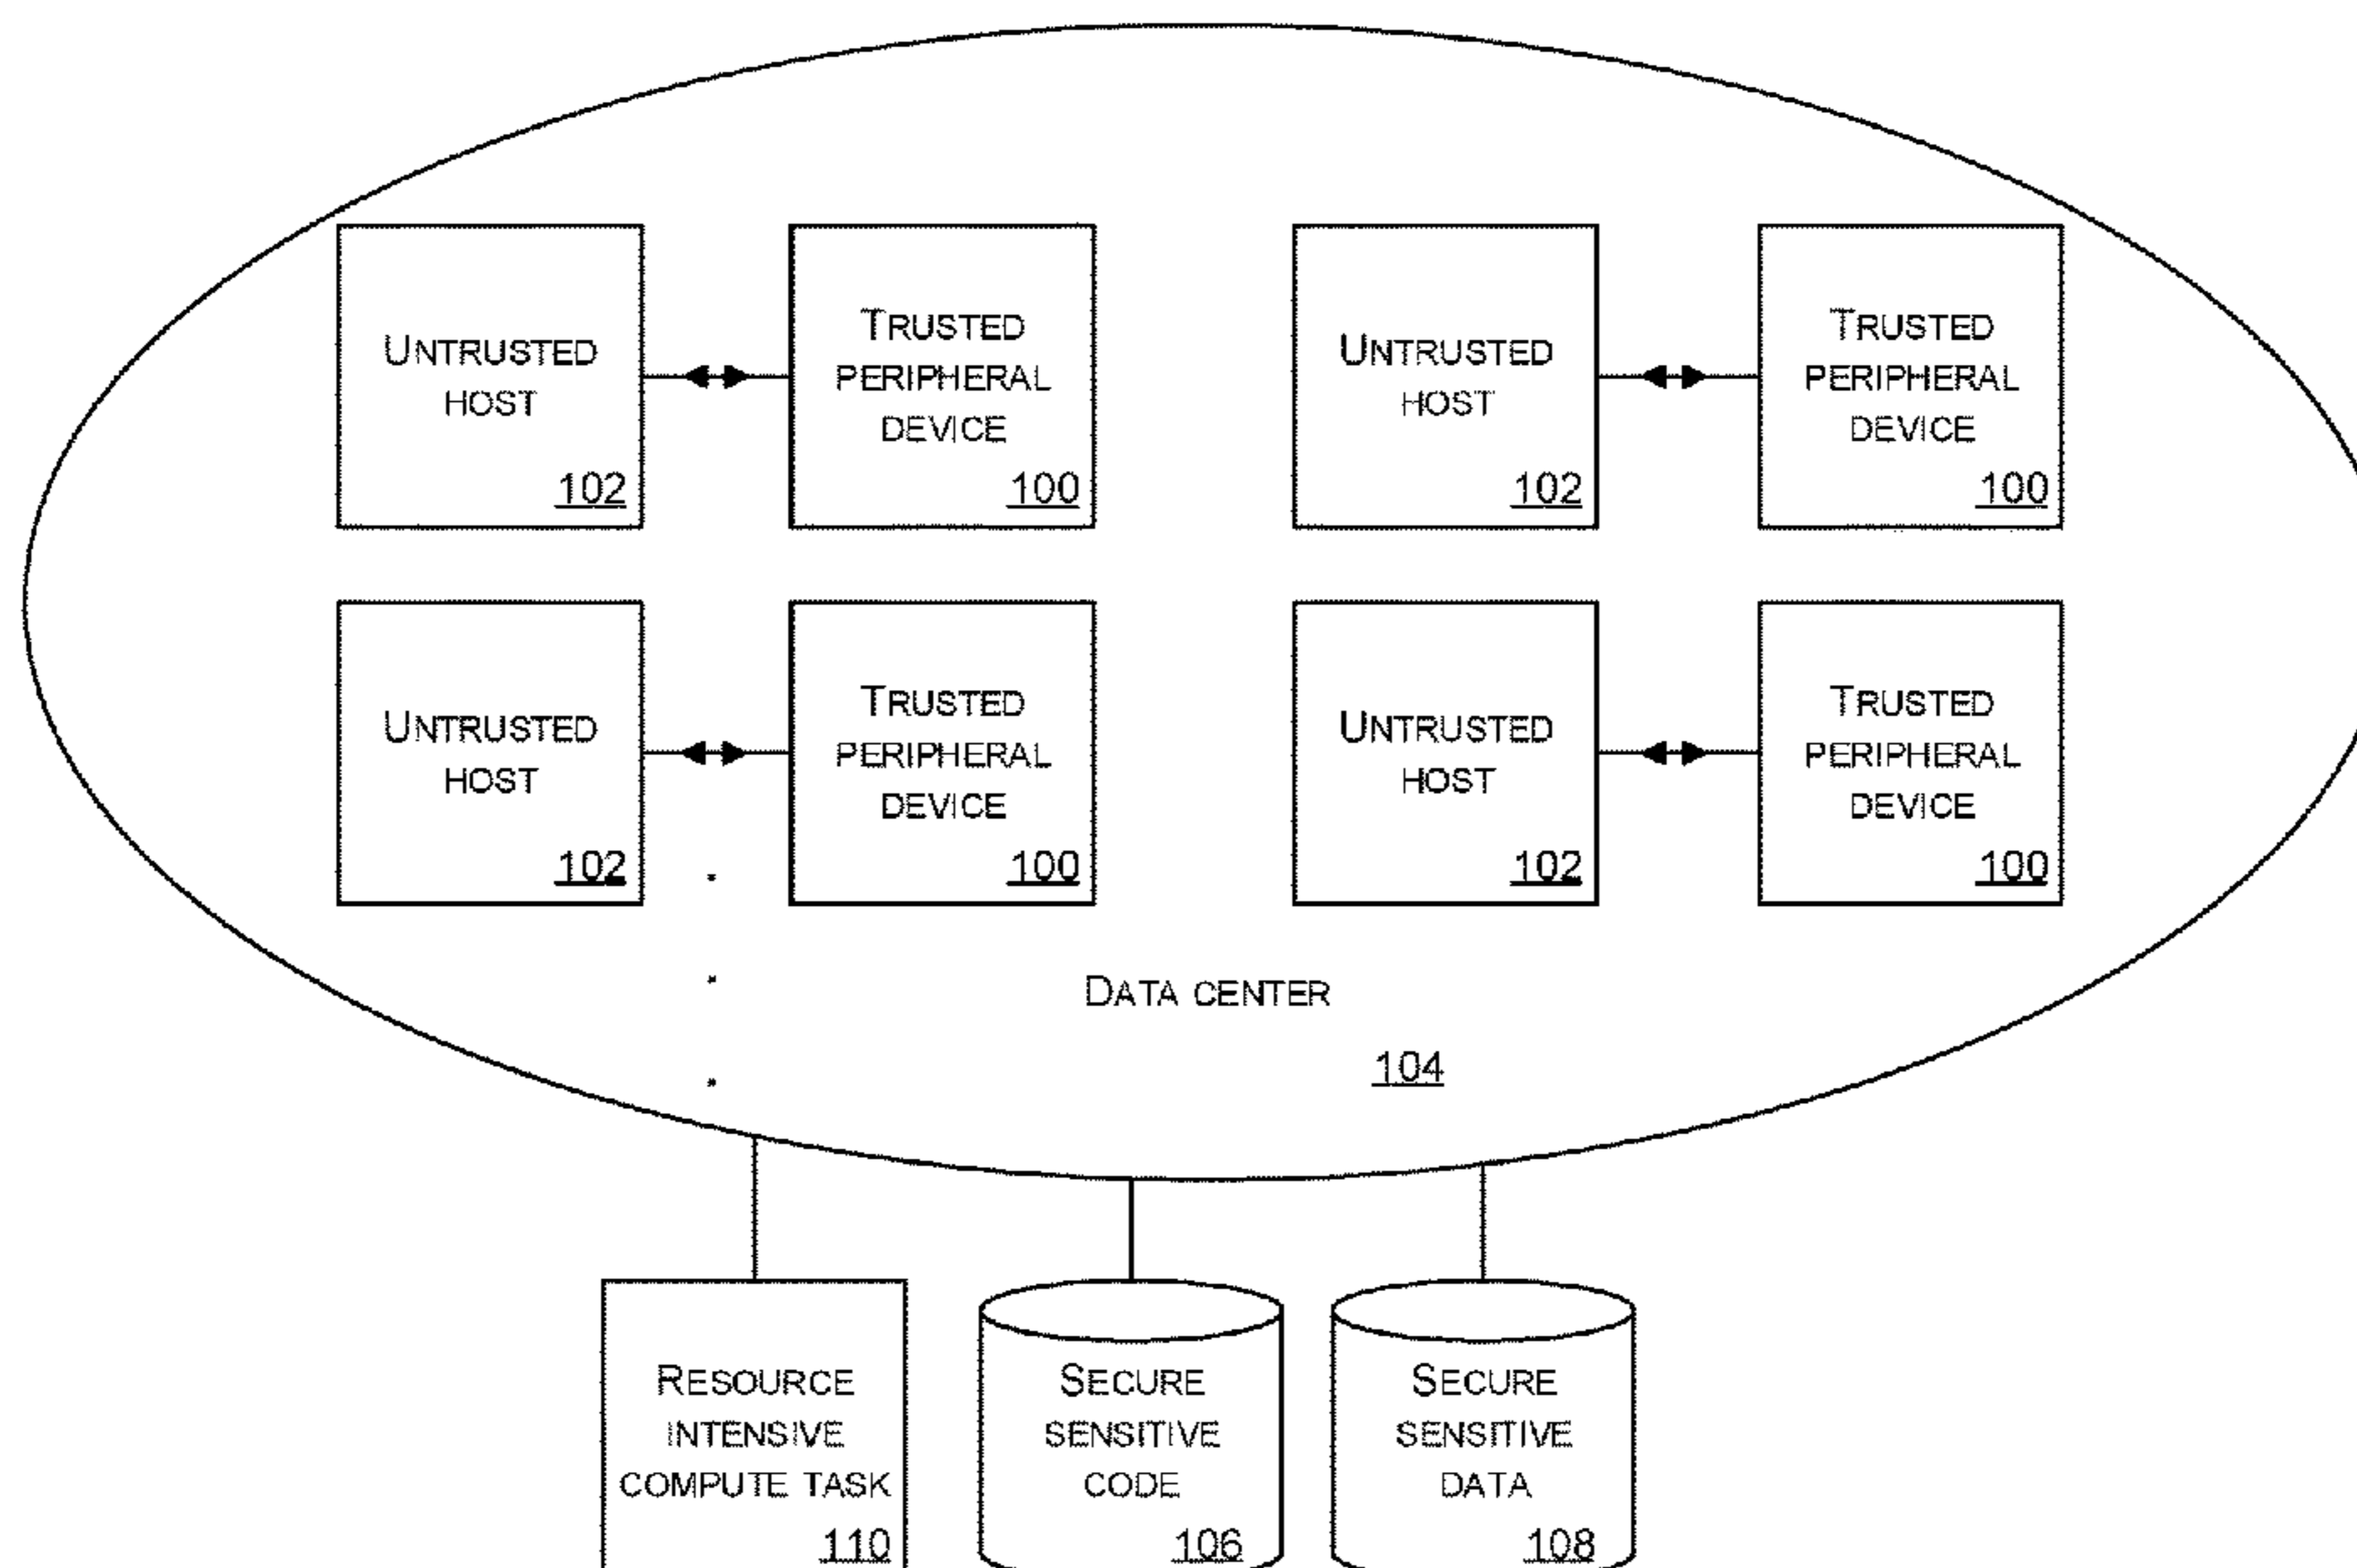 UNTRUSTED
HOST
102
TRUSTED
PERIPHERAL
DEVICE
100
UNTRUSTED
HOST
102
TRUSTED
PERIPHERAL
DEVICE
100
UNTRUSTED
HOST
102
TRUSTED
PERIPHERAL
DEVICE
100
UNTRUSTED
HOST
102
TRUSTED
PERIPHERAL
DEVICE
100
DATA CENTER
104
RESOURCE
INTENSIVE
COMPUTE TASK
110
SECURE
SENSITIVE
CODE
106
SECURE
SENSITIVE
DATA
108